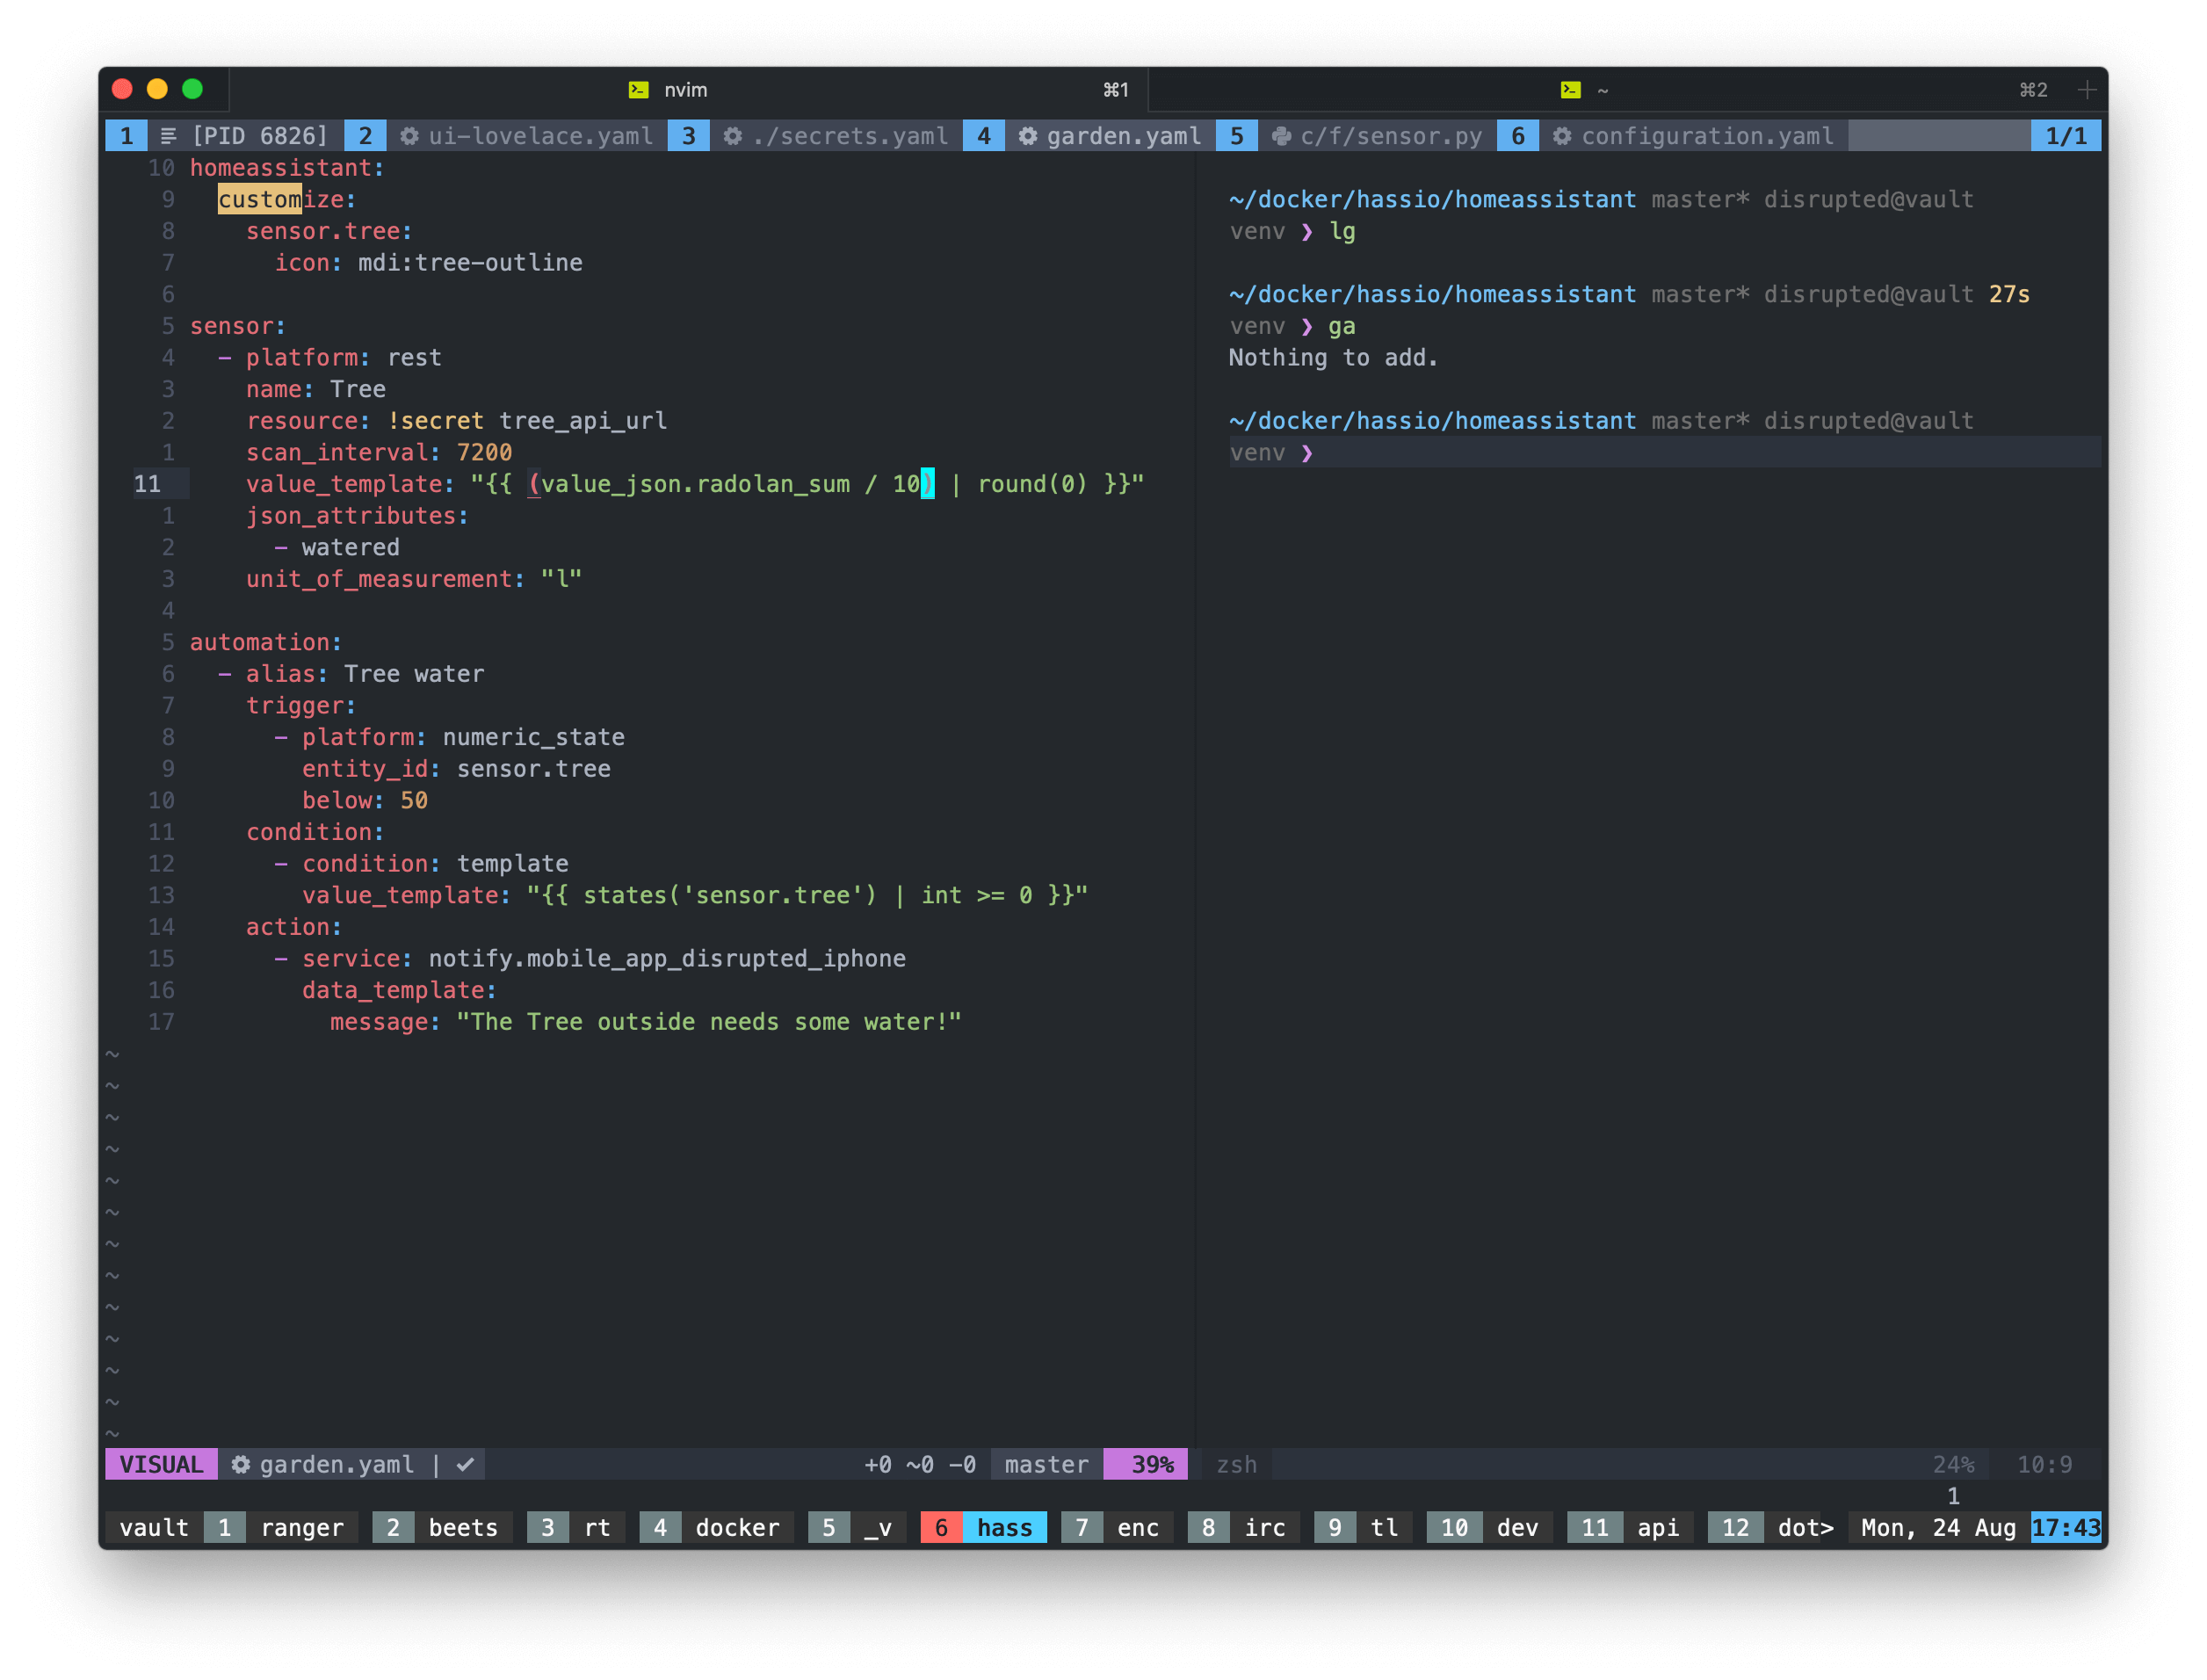 nvim ⌘1 ~ ⌘2 +
1 [PID 6826] 2 ui-lovelace.yaml 3 ./secrets.yaml 4 garden.yaml 5 c/f/sensor.py 6 configuration.yaml 1/1
10 homeassistant:
9 customize:
8 sensor.tree:
7 icon: mdi:tree-outline
6
5 sensor:
4 - platform: rest
3 name: Tree
2 resource: !secret tree_api_url
1 scan_interval: 7200
11 value_template: "{{ (value_json.radolan_sum / 10) | round(0) }}"
1 json_attributes:
2 - watered
3 unit_of_measurement: "l"
4
5 automation:
6 - alias: Tree water
7 trigger:
8 - platform: numeric_state
9 entity_id: sensor.tree
10 below: 50
11 condition:
12 - condition: template
13 value_template: "{{ states('sensor.tree') | int >= 0 }}"
14 action:
15 - service: notify.mobile_app_disrupted_iphone
16 data_template:
17 message: "The Tree outside needs some water!"
~
~
~
~
~
~
~
~
~
~
~
~
~
~/docker/hassio/homeassistant master* disrupted@vault
venv ❯ lg
~/docker/hassio/homeassistant master* disrupted@vault 27s
venv ❯ ga
Nothing to add.
~/docker/hassio/homeassistant master* disrupted@vault
venv ❯
VISUAL garden.yaml | ✓ +0 ~0 -0 master 39% zsh 24% 10:9
1
vault 1 ranger 2 beets 3 rt 4 docker 5 _v 6 hass 7 enc 8 irc 9 tl 10 dev 11 api 12 dot> Mon, 24 Aug 17:43